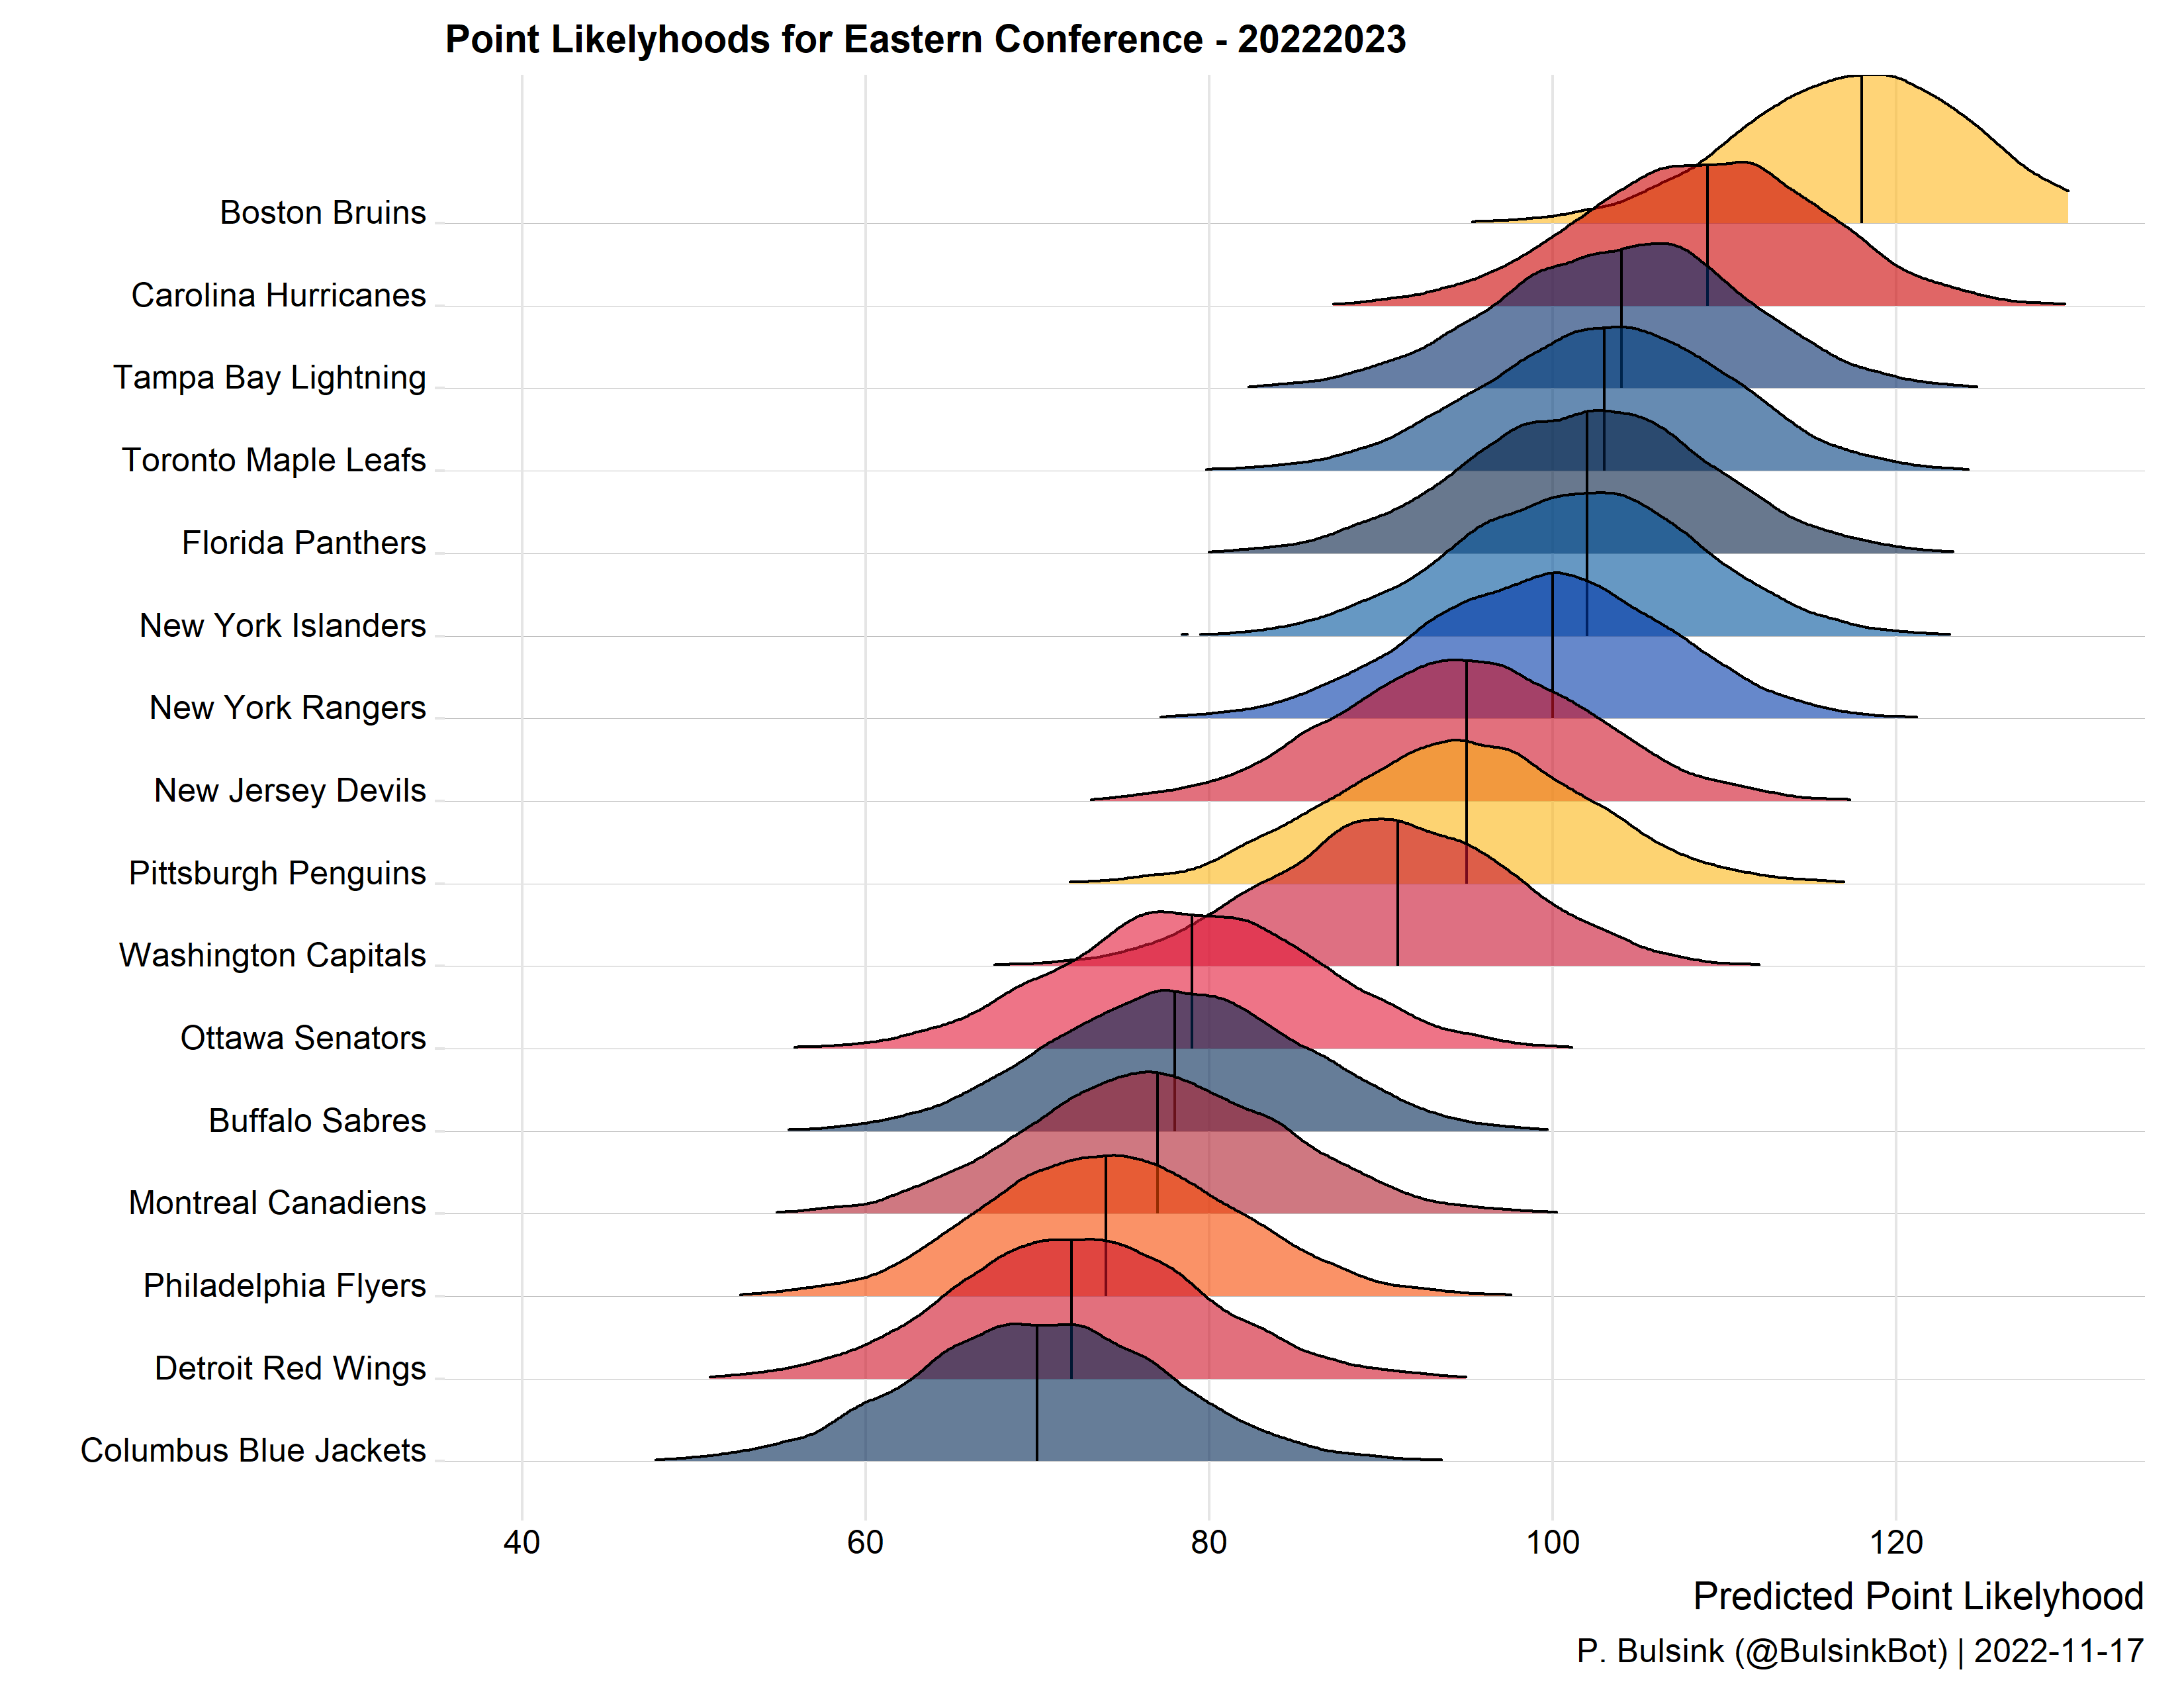 Point Likelyhoods for Eastern Conference - 20222023
Boston Bruins
Carolina Hurricanes
Tampa Bay Lightning
Toronto Maple Leafs
Florida Panthers
New York Islanders
New York Rangers
New Jersey Devils
Pittsburgh Penguins
Washington Capitals
Ottawa Senators
Buffalo Sabres
Montreal Canadiens
Philadelphia Flyers
Detroit Red Wings
Columbus Blue Jackets
40 60 80 100 120
Predicted Point Likelyhood
P. Bulsink (@BulsinkBot) | 2022-11-17